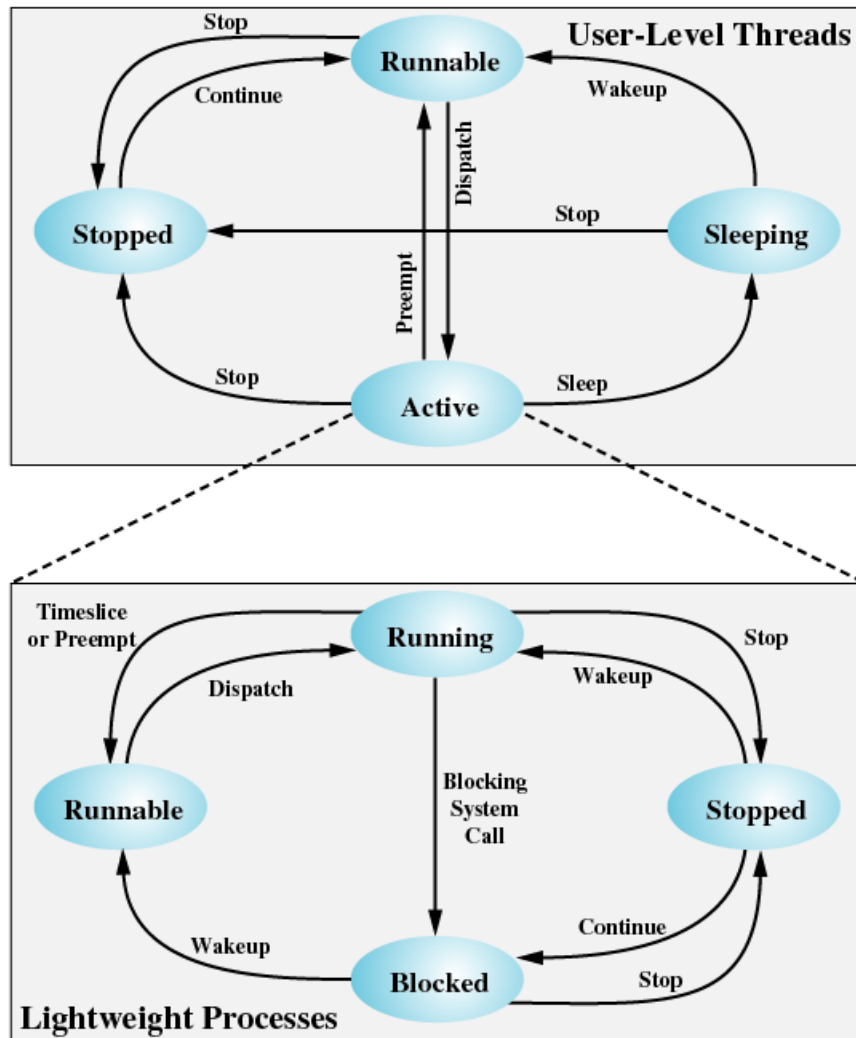 User-Level Threads
Stop
Runnable
Continue
Wakeup
Dispatch
Stopped
Stop
Sleeping
Preempt
Stop
Active
Sleep
Timeslice
or Preempt
Running
Stop
Dispatch
Wakeup
Runnable
Blocking
System
Call
Stopped
Continue
Wakeup
Blocked
Stop
Lightweight Processes